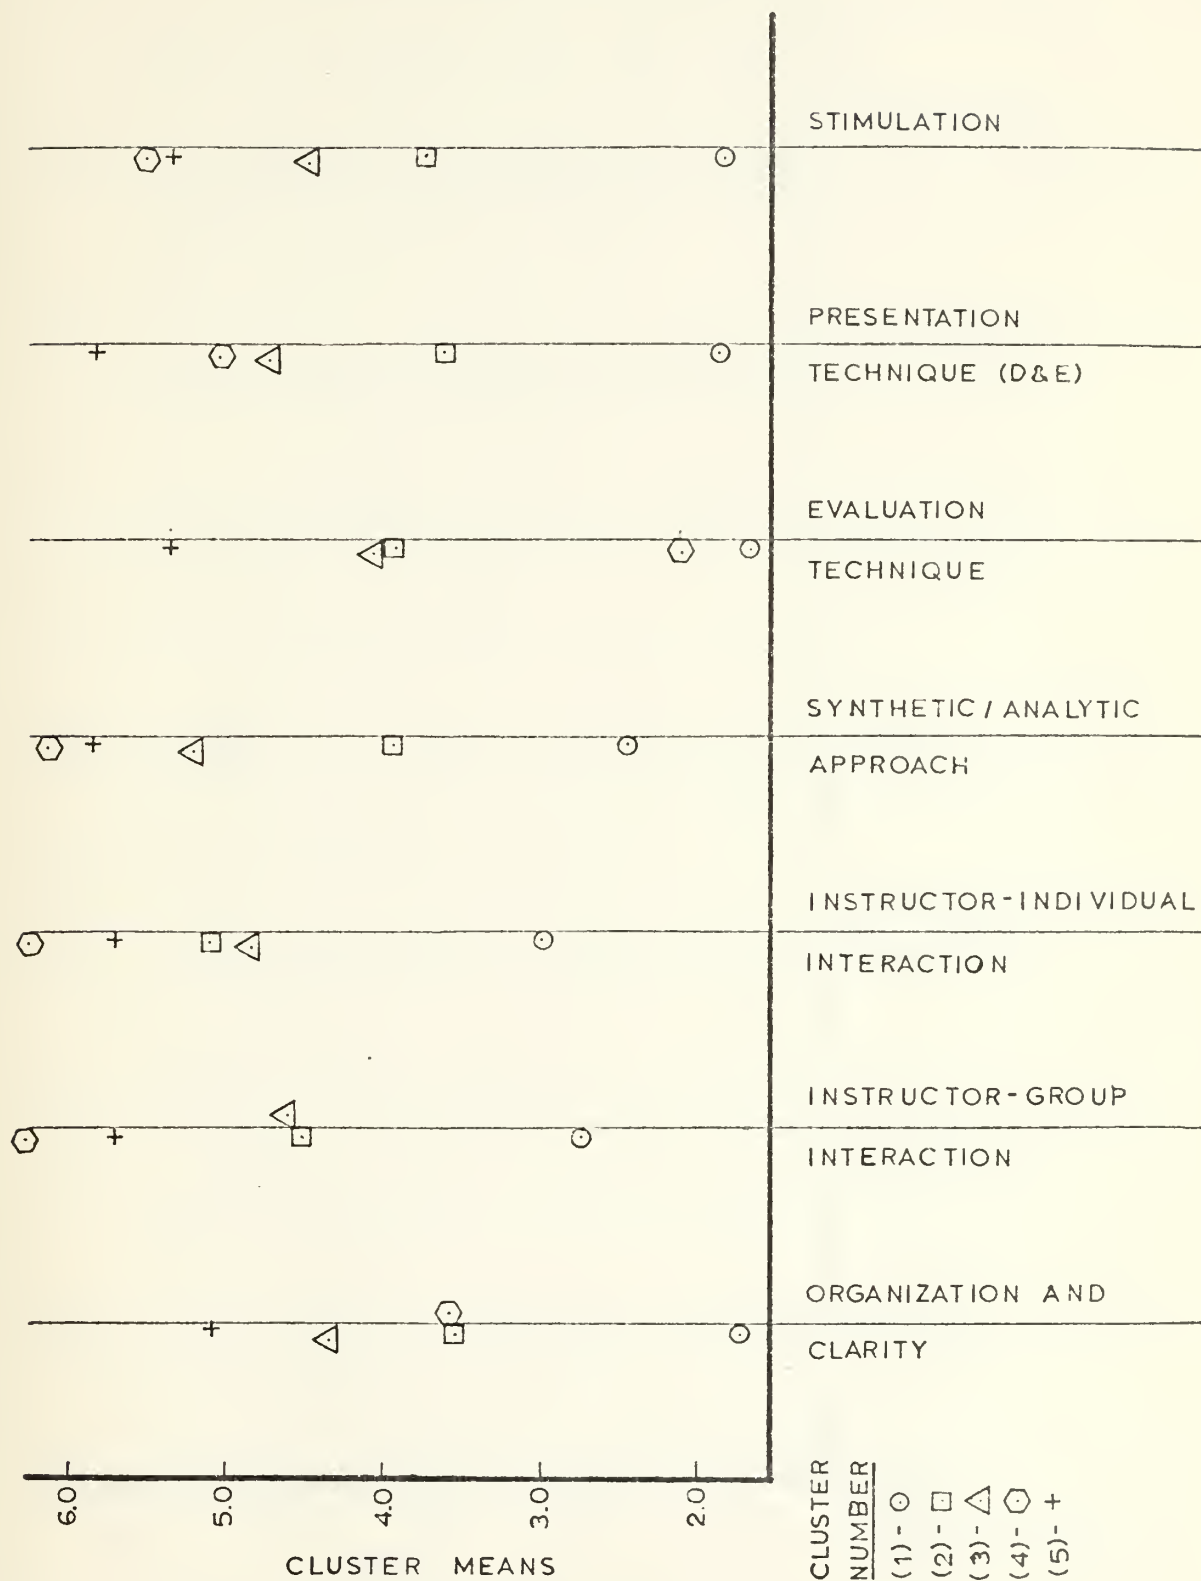 STIMULATION
PRESENTATION
TECHNIQUE (D&E)
EVALUATION
TECHNIQUE
SYNTHETIC / ANALYTIC
APPROACH
INSTRUCTOR-INDIVIDUAL
INTERACTION
INSTRUCTOR-GROUP
INTERACTION
ORGANIZATION AND
CLARITY
6.0
5.0
4.0
3.0
2.0
CLUSTER MEANS
CLUSTER
NUMBER
(1)- ⊙
(2)- ⊡
(3)- ◬
(4)- ⌬
(5)- +